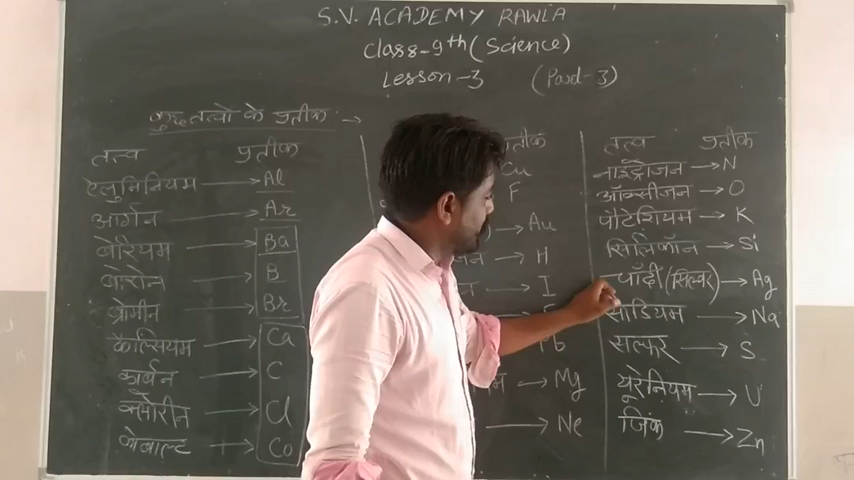 S.V. ACADEMY RAWLA
Class-9th (Science)
Lesson-3 (Part-3)
कुछ तत्वो के प्रतीक →
तत्व प्रतीक
ऐलुमिनियम → Al
आर्गन → Ar
बेरियम → Ba
बोरोन → B
ब्रोमीन → Br
कैल्सियम → Ca
कार्बन → C
क्लोरीन → Cl
कोबाल्ट → Co
प्रतीक
Cu
F
→ Au
→ H
→ I
Pb
→ Mg
→ Ne
तत्व प्रतीक
नाइट्रोजन → N
ऑक्सीजन → O
पोटेशियम → K
सिलिकॉन → Si
चाँदी (सिल्वर) → Ag
सोडियम → Na
सल्फर → S
यूरेनियम → U
जिंक → Zn